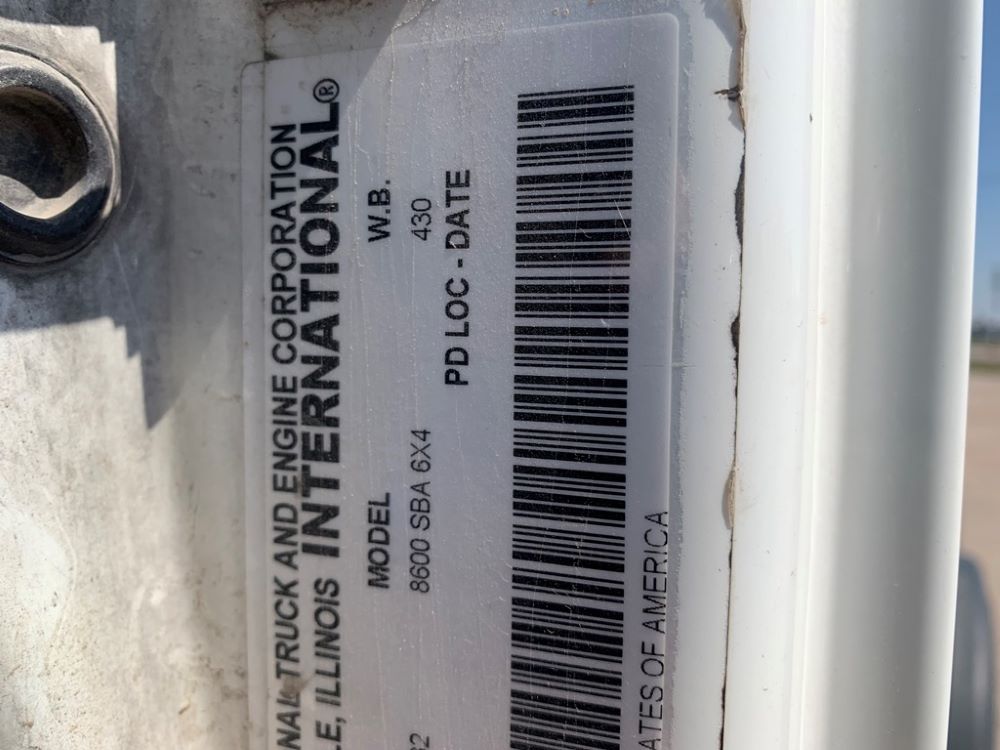 NAL TRUCK AND ENGINE CORPORATION
LE, ILLINOIS INTERNATIONAL®
MODEL W.B.
8600 SBA 6X4 430
PD LOC - DATE
ATES OF AMERICA